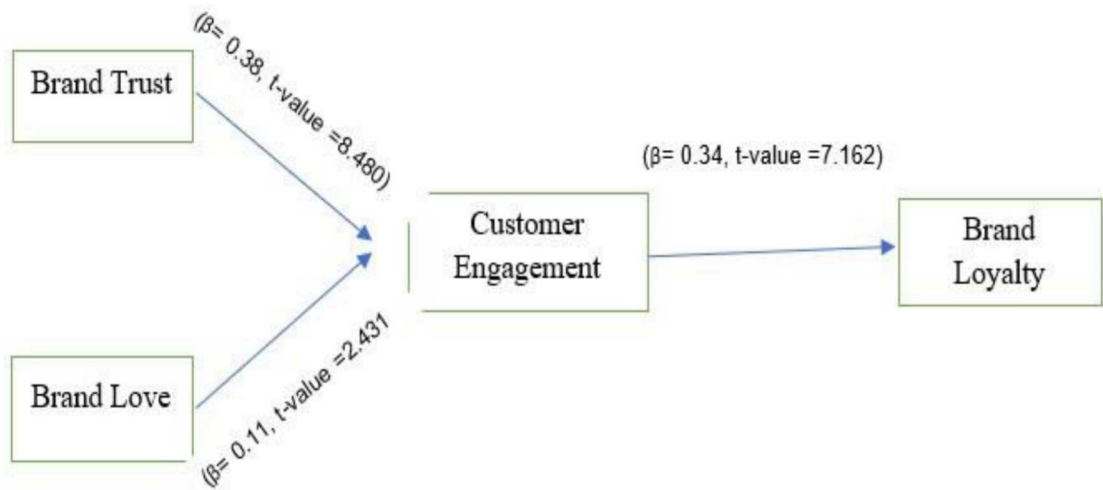 (β= 0.38, t-value =8.480)
Brand Trust
(β= 0.34, t-value =7.162)
Customer
Engagement
Brand
Loyalty
Brand Love
(β= 0.11, t-value =2.431